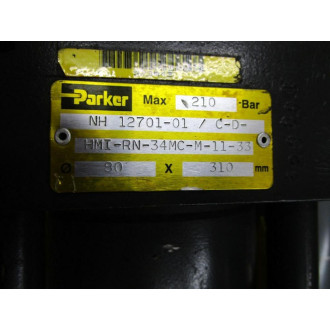 Parker Max 210 -Bar
NH 12701-01 / C-D-
HMI-RN-34MC-M-11-33
Ø 80 X 310 mm